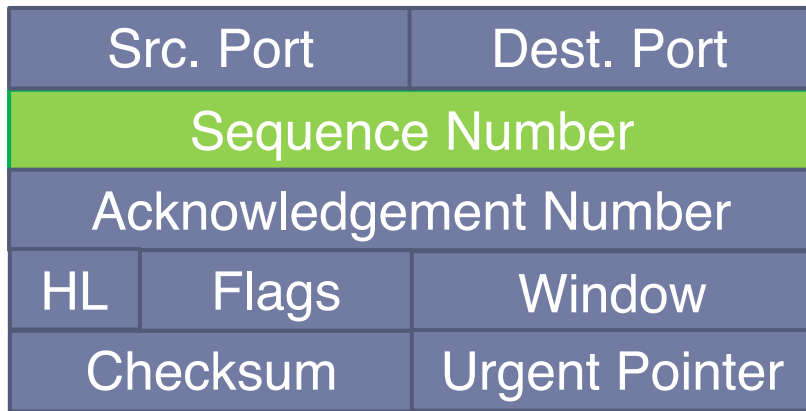 Src. Port Dest. Port
Sequence Number
Acknowledgement Number
HL Flags Window
Checksum Urgent Pointer